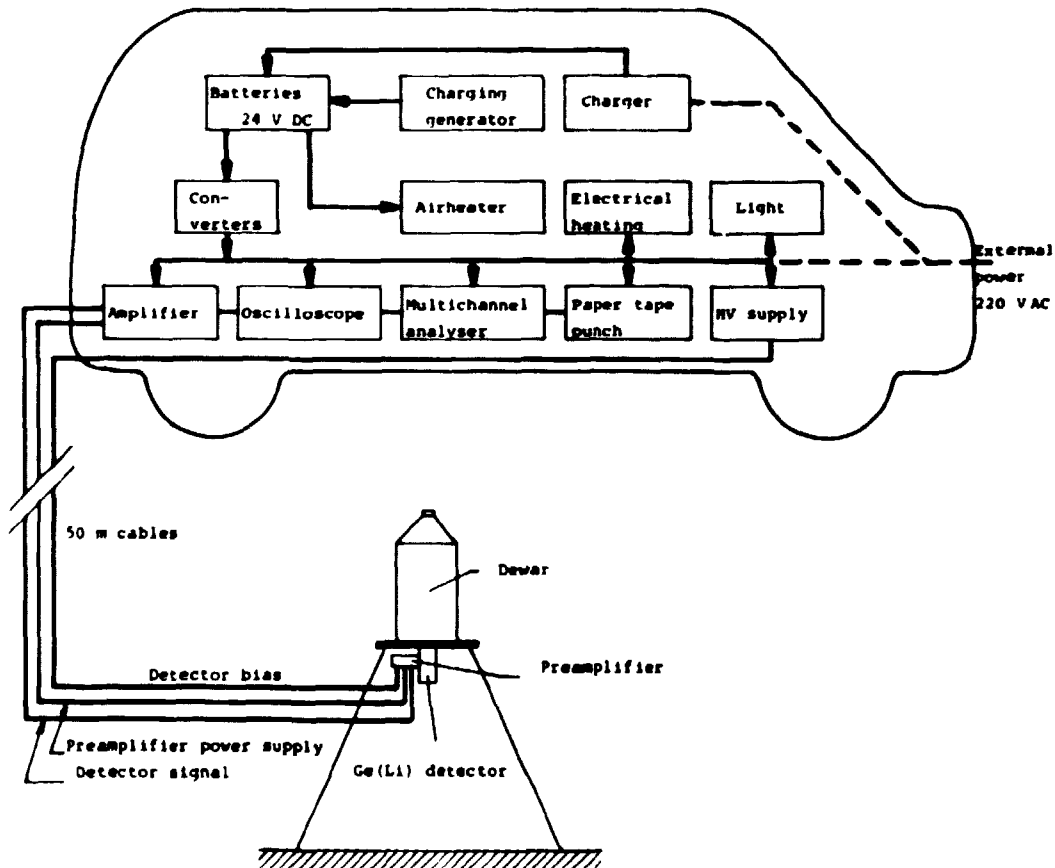 Batteries
24 V DC
Charging
generator
Charger
Con-
verters
Airheater
Electrical
heating
Light
External
power
220 V AC
Amplifier
Oscilloscope
Multichannel
analyser
Paper tape
punch
HV supply
50 m cables
Dewar
Preamplifier
Detector bias
Preamplifier power supply
Detector signal
Ge(Li) detector